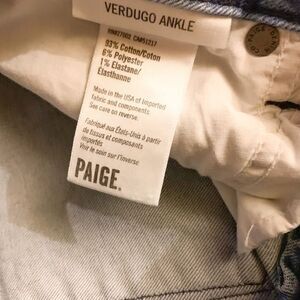 VERDUGO ANKLE
93% Cotton/Coton
6% Polyester
1% Elastane/
Élasthanne
Made in the USA of Imported
Fabric and components.
See care on reverse.
Fabriqué aux États-Unis à partir
de tissus et composants
importés
Voir le soin sur l'inverse
PAIGE.